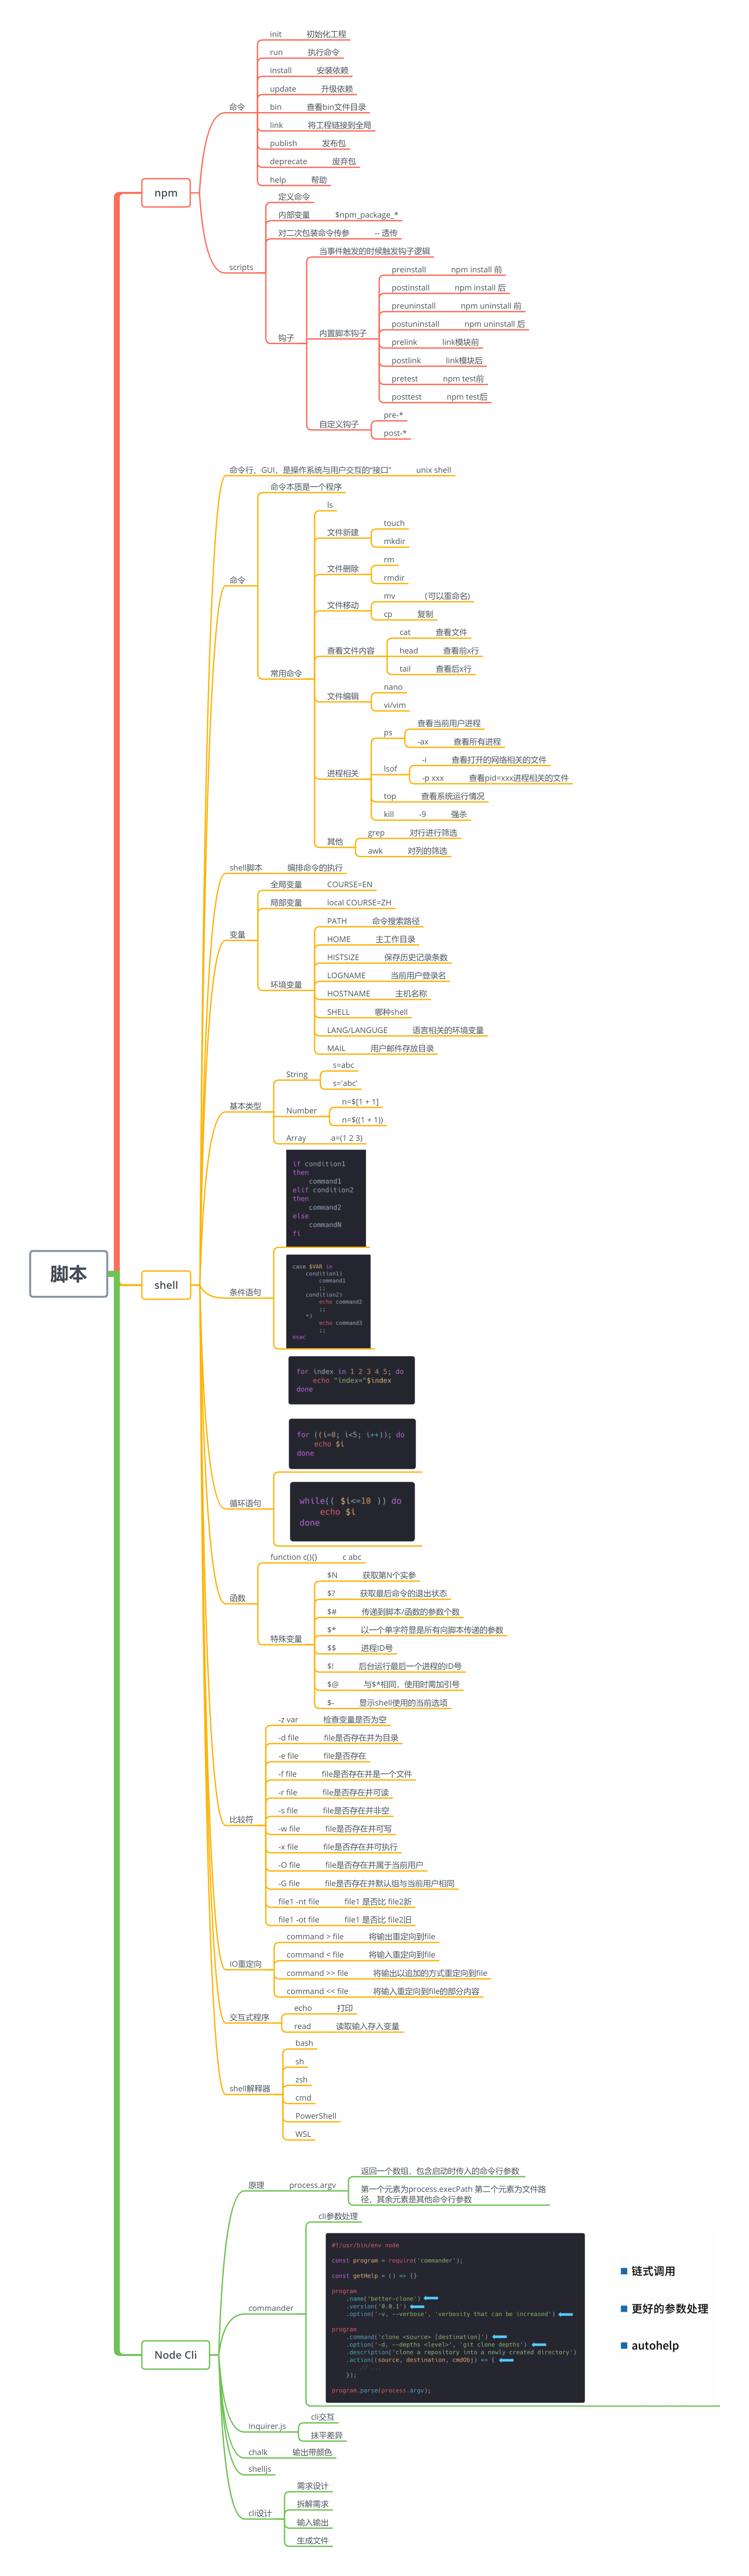 init 初始化工程
run 执行命令
install 安装依赖
update 升级依赖
命令 bin 查看bin文件目录
link 将工程链接到全局
publish 发布包
deprecate 废弃包
help 帮助
npm
定义命令
内部变量 $npm_package_*
对二次包装命令传参 -- 透传
当事件触发的时候触发钩子逻辑
scripts
preinstall npm install 前
postinstall npm install 后
preuninstall npm uninstall 前
postuninstall npm uninstall 后
钩子 内置脚本钩子
prelink link模块前
postlink link模块后
pretest npm test前
posttest npm test后
自定义钩子
pre-*
post-*
命令行、GUI，是操作系统与用户交互的“接口” unix shell
命令本质是一个程序
命令
ls
文件新建
touch
mkdir
文件删除
rm
rmdir
文件移动
mv （可以重命名)
cp 复制
查看文件内容
cat 查看文件
head 查看前x行
tail 查看后x行
常用命令
文件编辑
nano
vi/vim
进程相关
ps
查看当前用户进程
-ax 查看所有进程
lsof
-i 查看打开的网络相关的文件
-p xxx 查看pid=xxx进程相关的文件
top 查看系统运行情况
kill -9 强杀
其他
grep 对行进行筛选
awk 对列的筛选
shell脚本 编排命令的执行
变量
全局变量 COURSE=EN
局部变量 local COURSE=ZH
环境变量
PATH 命令搜索路径
HOME 主工作目录
HISTSIZE 保存历史记录条数
LOGNAME 当前用户登录名
HOSTNAME 主机名称
SHELL 哪种shell
LANG/LANGUGE 语言相关的环境变量
MAIL 用户邮件存放目录
基本类型
String
s=abc
s='abc'
Number
n=$[1 + 1]
n=$((1 + 1))
Array a=(1 2 3)
脚本
shell
条件语句
if condition1
then
command1
elif condition2
then
command2
else
commandN
fi
case $VAR in
condition1)
command1
;;
condition2)
echo command2
;;
*)
echo command3
;;
esac
循环语句
for index in 1 2 3 4 5; do
echo "index="$index
done
for ((i=0; i<5; i++)); do
echo $i
done
while(( $i<=10 )) do
echo $i
done
函数
function c(){} c abc
特殊变量
$N 获取第N个实参
$? 获取最后命令的退出状态
$# 传递到脚本/函数的参数个数
$* 以一个单字符显是所有向脚本传递的参数
$$ 进程ID号
$! 后台运行最后一个进程的ID号
$@ 与$*相同，使用时需加引号
$- 显示shell使用的当前选项
比较符
-z var 检查变量是否为空
-d file file是否存在并为目录
-e file file是否存在
-f file file是否存在并是一个文件
-r file file是否存在并可读
-s file file是否存在并非空
-w file file是否存在并可写
-x file file是否存在并可执行
-O file file是否存在并属于当前用户
-G file file是否存在并默认组与当前用户相同
file1 -nt file file1 是否比 file2新
file1 -ot file file1 是否比 file2旧
IO重定向
command > file 将输出重定向到file
command < file 将输入重定向到file
command >> file 将输出以追加的方式重定向到file
command << file 将输入重定向到file的部分内容
交互式程序
echo 打印
read 读取输入存入变量
shell解释器
bash
sh
zsh
cmd
PowerShell
WSL
Node Cli
原理 process.argv
返回一个数组，包含启动时传入的命令行参数
第一个元素为process.execPath 第二个元素为文件路
径，其余元素是其他命令行参数
commander
cli参数处理
#!/usr/bin/env node
const program = require('commander');
const getHelp = () => {}
program
.name('better-clone')
.version('0.0.1')
.option('-v, --verbose', 'verbosity that can be increased')
program
.command('clone <source> [destination]')
.option('-d, --depths <level>', 'git clone depths')
.description('clone a repository into a newly created directory')
.action((source, destination, cmdObj) => {
//
});
program.parse(process.argv);
链式调用
更好的参数处理
autohelp
Inquirer.js
cli交互
抹平差异
chalk 输出带颜色
shelljs
cli设计
需求设计
拆解需求
输入输出
生成文件